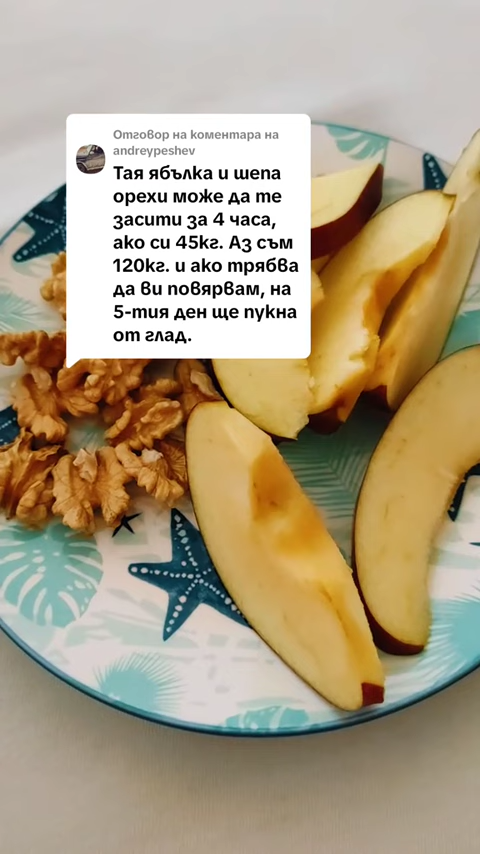 Отговор на коментара на
andreypeshev
Тая ябълка и шепа
орехи може да те
засити за 4 часа,
ако си 45кг. Аз съм
120кг. и ако трябва
да ви повярвам, на
5-тия ден ще пукна
от глад.